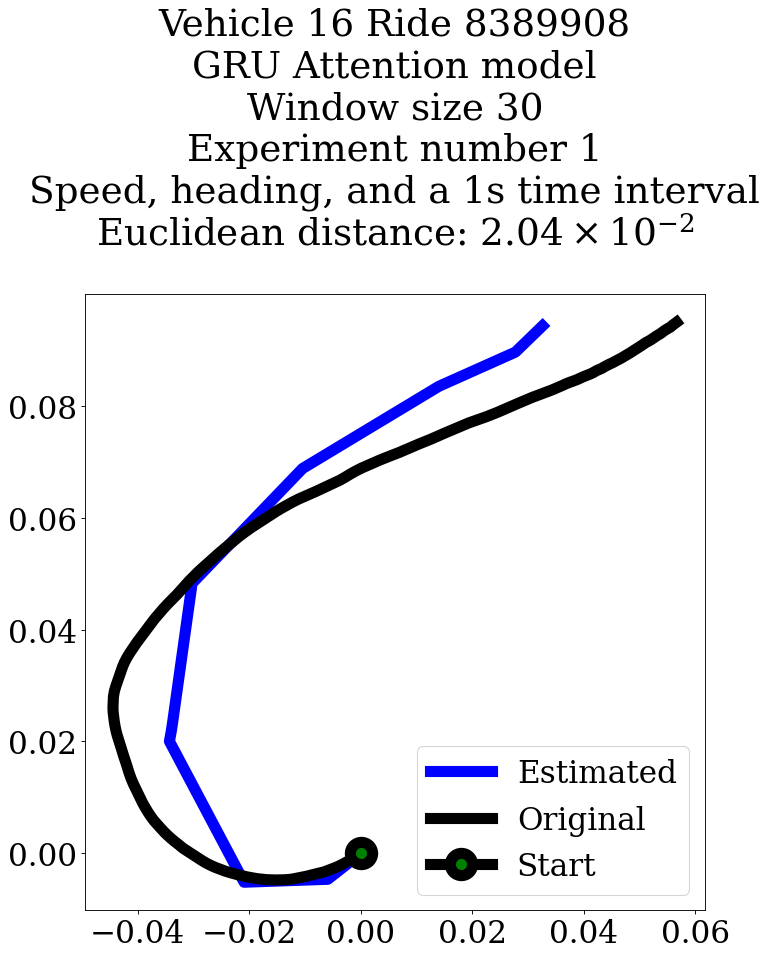 Vehicle 16 Ride 8389908
GRU Attention model
Window size 30
Experiment number 1
Speed, heading, and a 1s time interval
Euclidean distance: 2.04 × 10⁻²
0.08
0.06
0.04
0.02
0.00
Estimated
Original
Start
−0.04 −0.02 0.00 0.02 0.04 0.06